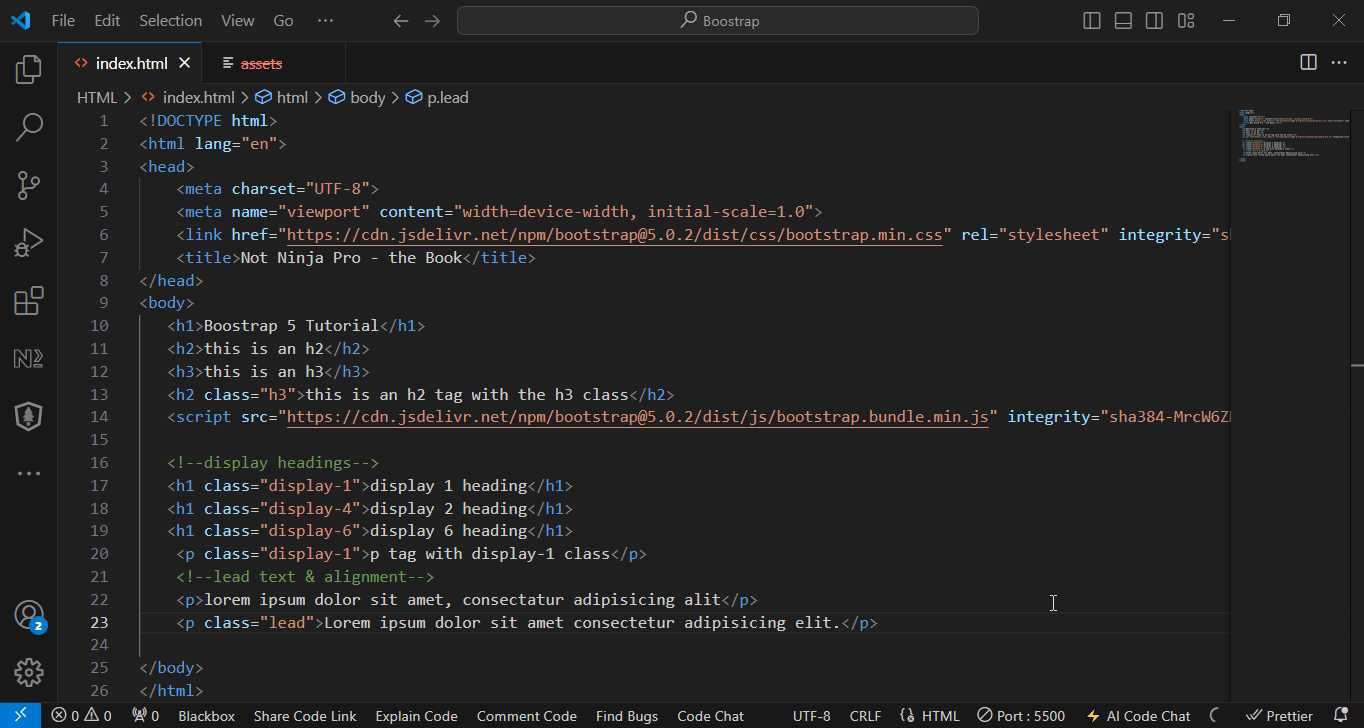 File Edit Selection View Go ··· Boostrap
index.html assets
HTML > index.html > html > body > p.lead
1 <!DOCTYPE html>
2 <html lang="en">
3 <head>
4 <meta charset="UTF-8">
5 <meta name="viewport" content="width=device-width, initial-scale=1.0">
6 <link href="https://cdn.jsdelivr.net/npm/bootstrap@5.0.2/dist/css/bootstrap.min.css" rel="stylesheet" integrity="sh
7 <title>Not Ninja Pro - the Book</title>
8 </head>
9 <body>
10 <h1>Boostrap 5 Tutorial</h1>
11 <h2>this is an h2</h2>
12 <h3>this is an h3</h3>
13 <h2 class="h3">this is an h2 tag with the h3 class</h2>
14 <script src="https://cdn.jsdelivr.net/npm/bootstrap@5.0.2/dist/js/bootstrap.bundle.min.js" integrity="sha384-MrcW6Z
15
16 <!--display headings-->
17 <h1 class="display-1">display 1 heading</h1>
18 <h1 class="display-4">display 2 heading</h1>
19 <h1 class="display-6">display 6 heading</h1>
20 <p class="display-1">p tag with display-1 class</p>
21 <!--lead text & alignment-->
22 <p>lorem ipsum dolor sit amet, consectatur adipisicing alit</p>
23 <p class="lead">Lorem ipsum dolor sit amet consectetur adipisicing elit.</p>
24
25 </body>
26 </html>
2
0 0 0 Blackbox Share Code Link Explain Code Comment Code Find Bugs Code Chat UTF-8 CRLF HTML Port : 5500 AI Code Chat Prettier